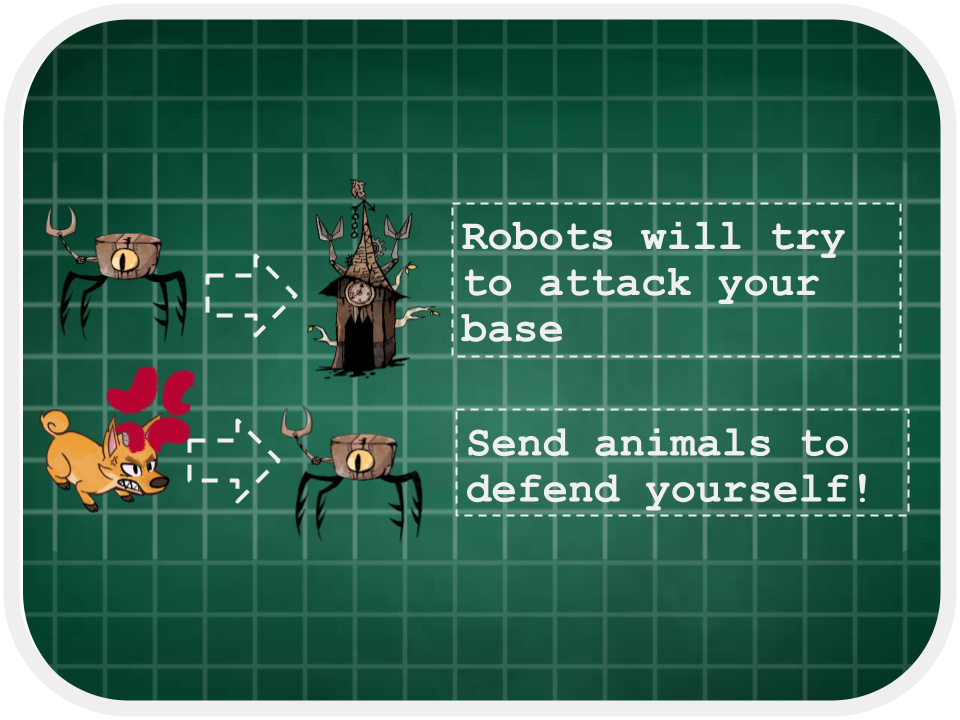 Robots will try
to attack your
base
Send animals to
defend yourself!